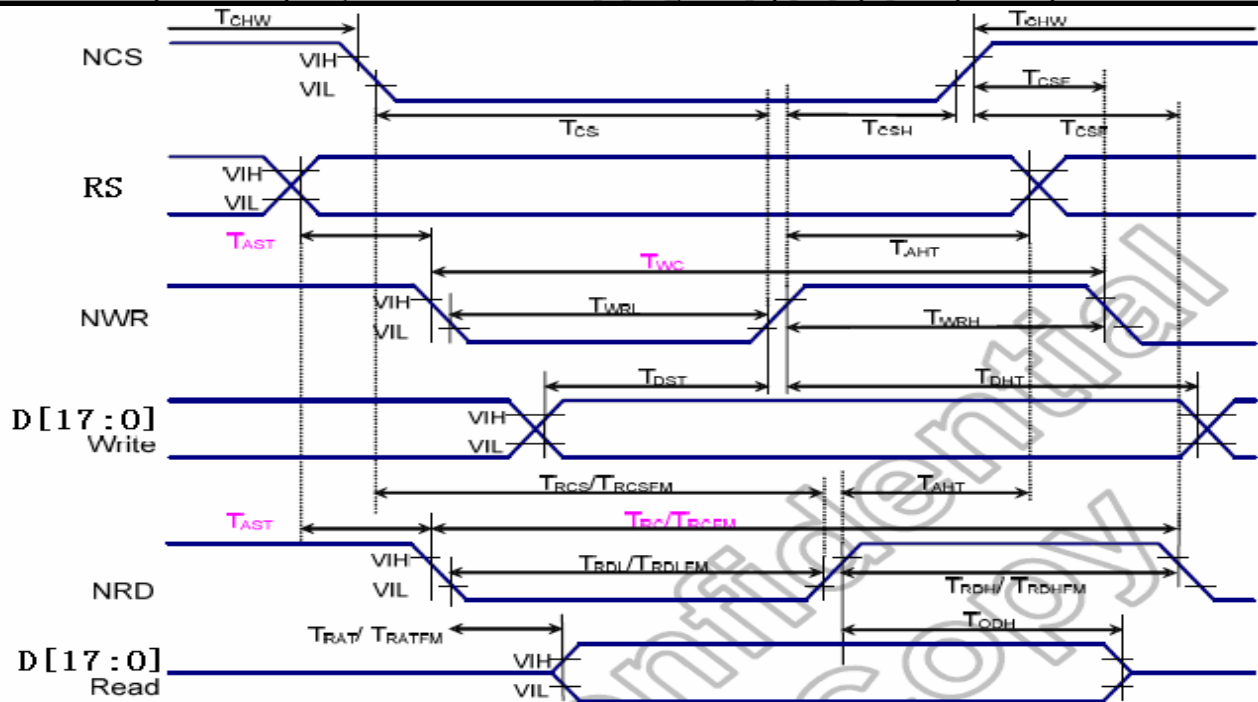 TCHW TCHW
NCS VIH
VIL TCSF
TCS TCSH TCSF
RS VIH
VIL
TAST TAHT
TWC
NWR VIH
VIL TWRL TWRH
TDST TDHT
D[17:0] VIH
Write VIL
TRCS/TRCSFM TAHT
TAST TRC/TRCFM
VIH TRDL/TRDLFM
NRD VIL TRDH/ TRDHFM
TRAT/ TRATFM TODH
D[17:0] VIH
Read VIL
Confidential
Copy